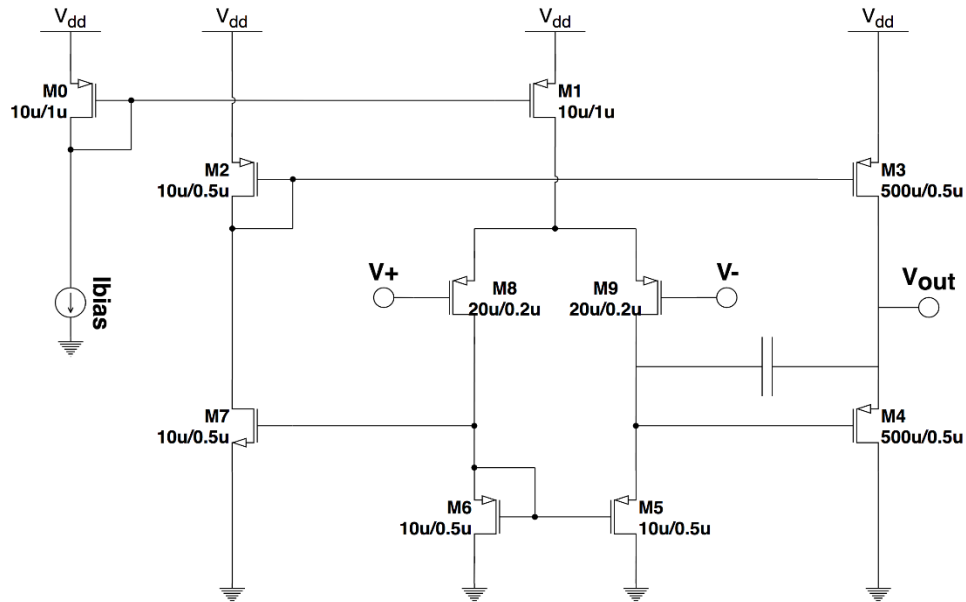 Vdd
Vdd
Vdd
Vdd
M0
10u/1u
M1
10u/1u
M2
10u/0.5u
M3
500u/0.5u
V+
V-
M8
20u/0.2u
M9
20u/0.2u
Vout
Ibias
M7
10u/0.5u
M4
500u/0.5u
M6
10u/0.5u
M5
10u/0.5u